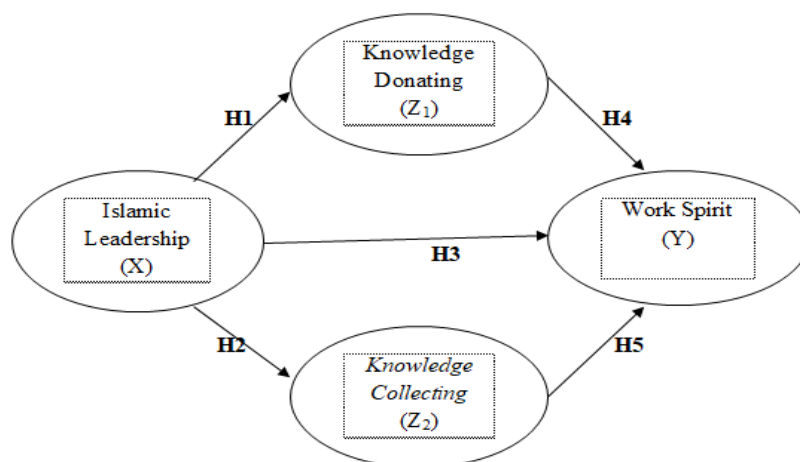 Knowledge
Donating
(Z1)
H1
H4
Islamic
Leadership
(X)
Work Spirit
(Y)
H3
H2
H5
Knowledge
Collecting
(Z2)